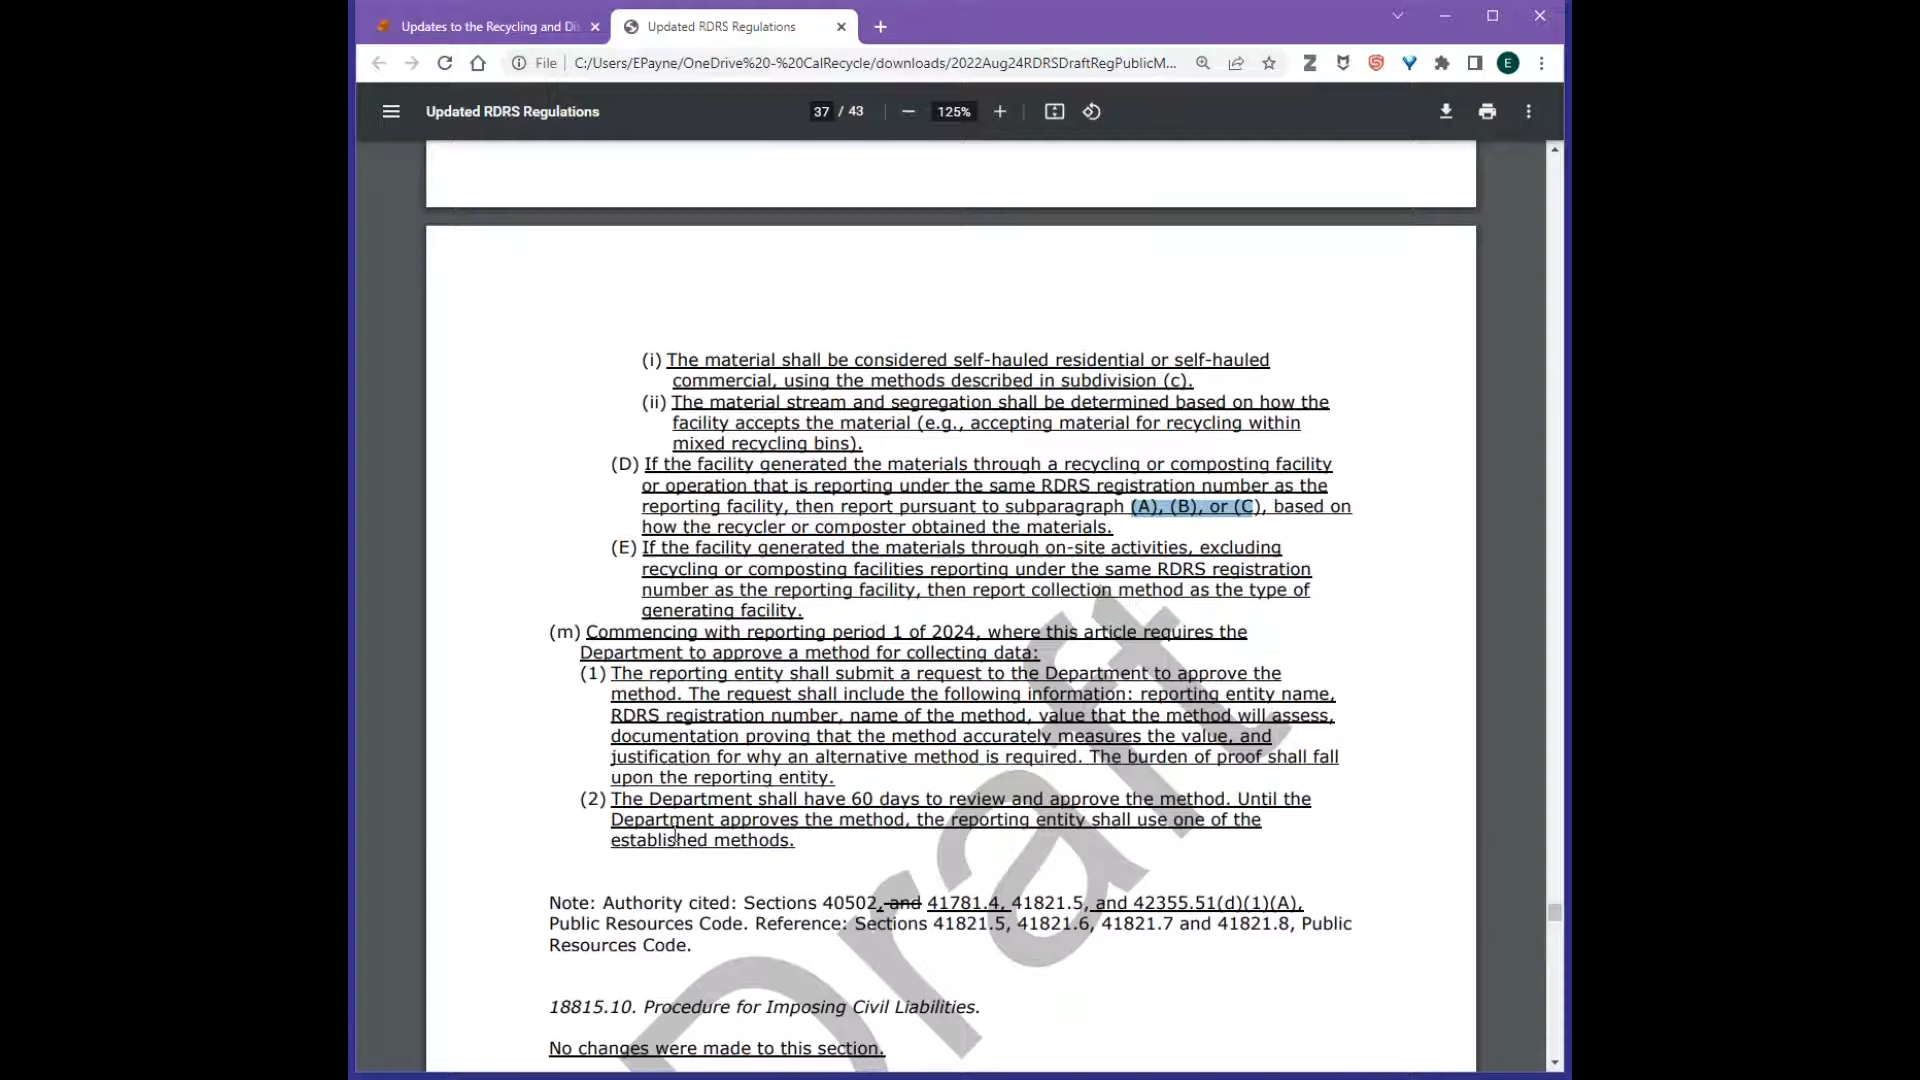 Updates to the Recycling and Dis
Updated RDRS Regulations
File
C:/Users/EPayne/OneDrive%20-%20CalRecycle/downloads/2022Aug24RDRSDraftRegPublicM...
E
Updated RDRS Regulations
37 / 43
125%
(i) The material shall be considered self-hauled residential or self-hauled
commercial, using the methods described in subdivision (c).
(ii) The material stream and segregation shall be determined based on how the
facility accepts the material (e.g., accepting material for recycling within
mixed recycling bins).
(D) If the facility generated the materials through a recycling or composting facility
or operation that is reporting under the same RDRS registration number as the
reporting facility, then report pursuant to subparagraph (A), (B), or (C), based on
how the recycler or composter obtained the materials.
(E) If the facility generated the materials through on-site activities, excluding
recycling or composting facilities reporting under the same RDRS registration
number as the reporting facility, then report collection method as the type of
generating facility.
(m) Commencing with reporting period 1 of 2024, where this article requires the
Department to approve a method for collecting data:
(1) The reporting entity shall submit a request to the Department to approve the
method. The request shall include the following information: reporting entity name,
RDRS registration number, name of the method, value that the method will assess,
documentation proving that the method accurately measures the value, and
justification for why an alternative method is required. The burden of proof shall fall
upon the reporting entity.
(2) The Department shall have 60 days to review and approve the method. Until the
Department approves the method, the reporting entity shall use one of the
established methods.
Note: Authority cited: Sections 40502, and 41781.4, 41821.5, and 42355.51(d)(1)(A),
Public Resources Code. Reference: Sections 41821.5, 41821.6, 41821.7 and 41821.8, Public
Resources Code.
18815.10. Procedure for Imposing Civil Liabilities.
No changes were made to this section.
Draft